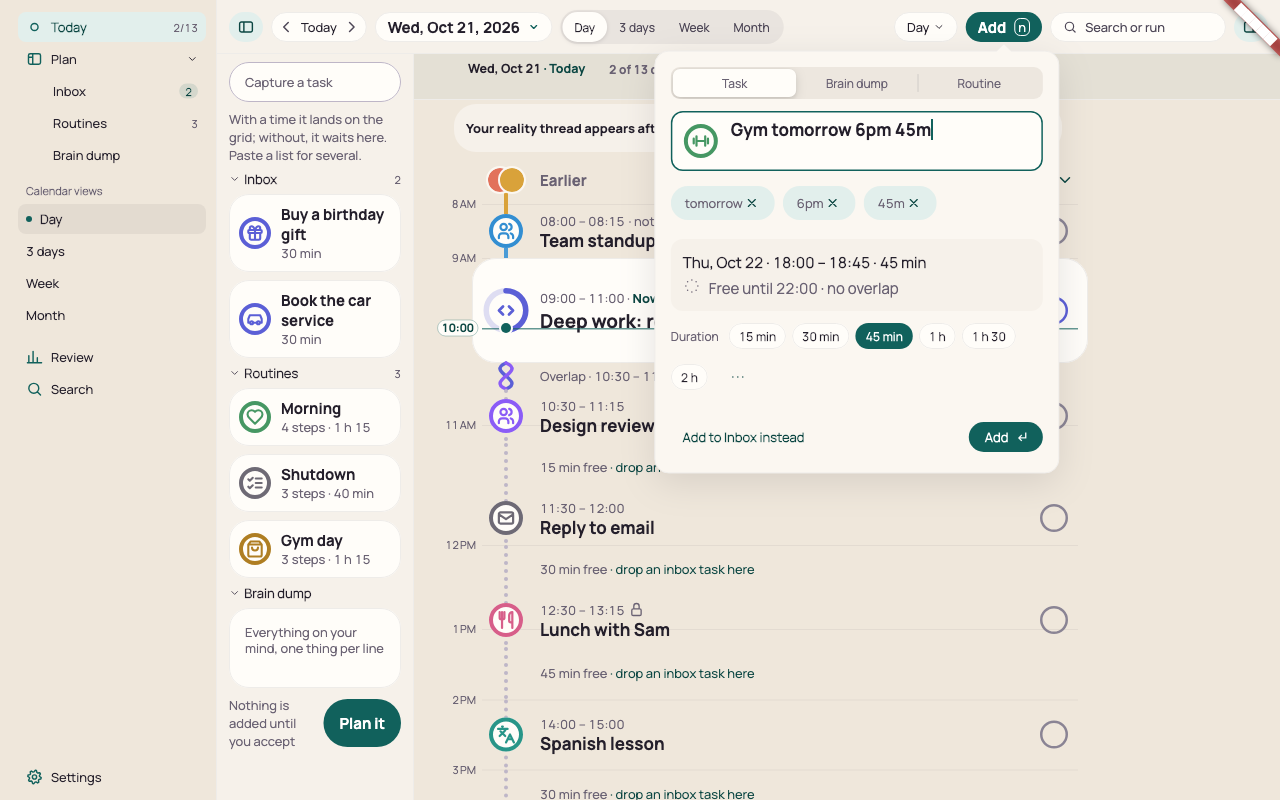 Today 2/13
Plan
Inbox 2
Routines 3
Brain dump
Calendar views
Day
3 days
Week
Month
Review
Search
Settings
Today
Wed, Oct 21, 2026
Day
3 days
Week
Month
Day
Add n
Search or run
Capture a task
With a time it lands on the
grid; without, it waits here.
Paste a list for several.
Inbox 2
Buy a birthday
gift
30 min
Book the car
service
30 min
Routines 3
Morning
4 steps · 1 h 15
Shutdown
3 steps · 40 min
Gym day
3 steps · 1 h 15
Brain dump
Everything on your
mind, one thing per line
Nothing is
added until
you accept
Plan it
Wed, Oct 21 · Today 2 of 13
Your reality thread appears
Earlier
8 AM
08:00 – 08:15 ·
Team standup
9 AM
09:00 – 11:00 · Now
10:00
Deep work:
Overlap · 10:30 –
10:30 – 11:15
11 AM
Design review
15 min free · drop an
11:30 – 12:00
Reply to email
12 PM
30 min free · drop an inbox task here
12:30 – 13:15
1 PM
Lunch with Sam
45 min free · drop an inbox task here
2 PM
14:00 – 15:00
Spanish lesson
3 PM
30 min free · drop an inbox task here
Task
Brain dump
Routine
Gym tomorrow 6pm 45m
tomorrow
6pm
45m
Thu, Oct 22 · 18:00 – 18:45 · 45 min
Free until 22:00 · no overlap
Duration 15 min 30 min 45 min 1 h 1 h 30
2 h ...
Add to Inbox instead
Add